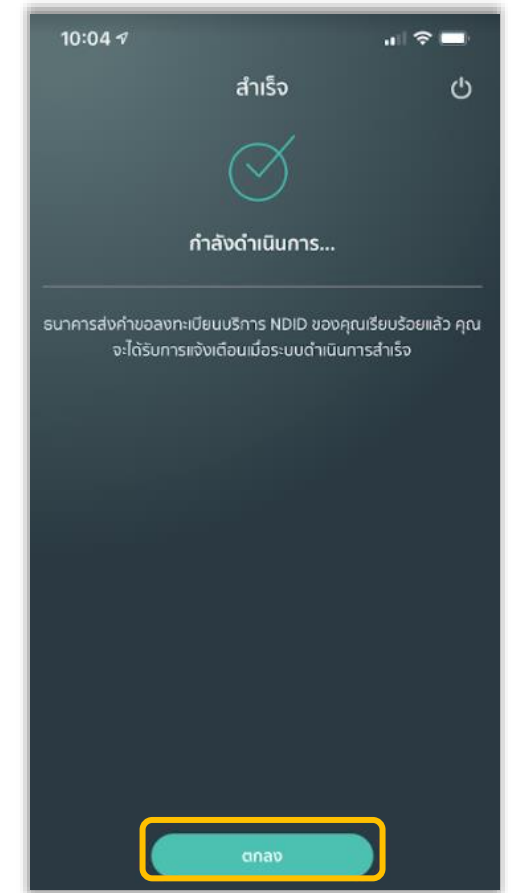 10:04
สำเร็จ
กำลังดำเนินการ...
ธนาคารส่งคำขอลงทะเบียนบริการ NDID ของคุณเรียบร้อยแล้ว คุณ
จะได้รับการแจ้งเตือนเมื่อระบบดำเนินการสำเร็จ
ตกลง